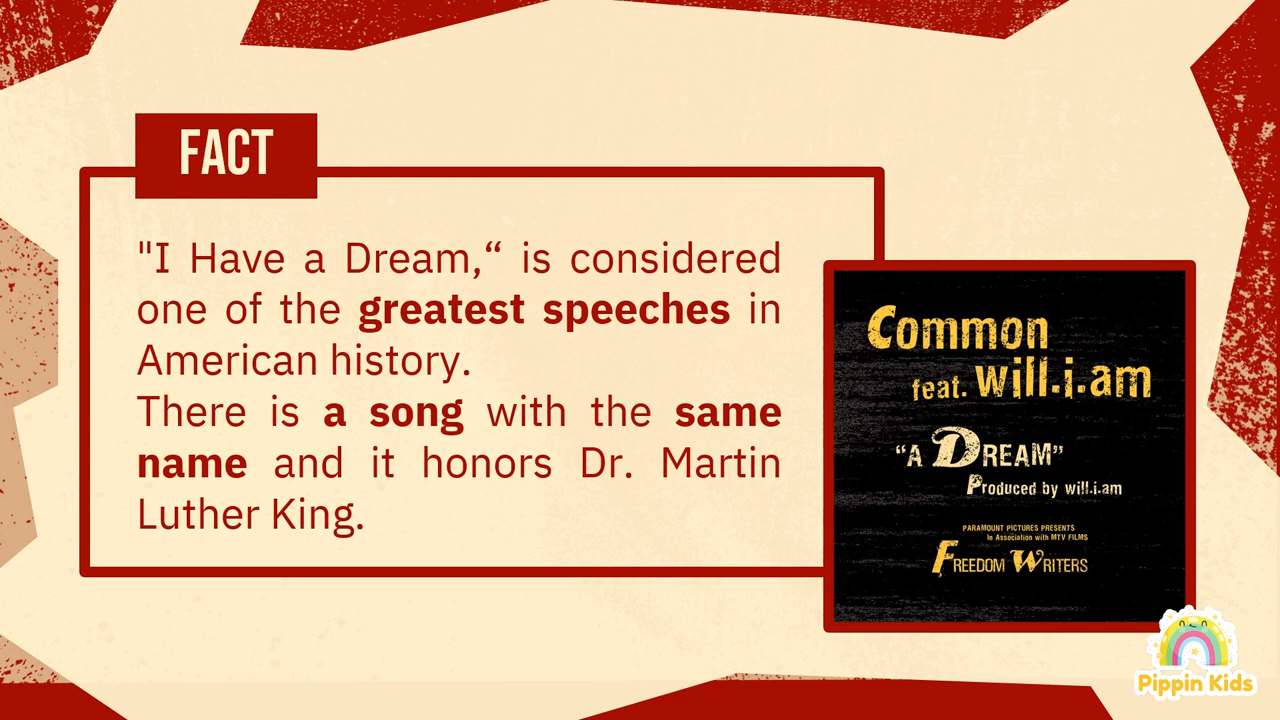 FACT
"I Have a Dream,“ is considered
one of the greatest speeches in
American history.
There is a song with the same
name and it honors Dr. Martin
Luther King.
Common
feat. will.i.am
“A DREAM”
Produced by will.i.am
PARAMOUNT PICTURES PRESENTS
In Association with MTV FILMS
FREEDOM WRITERS
Pippin Kids